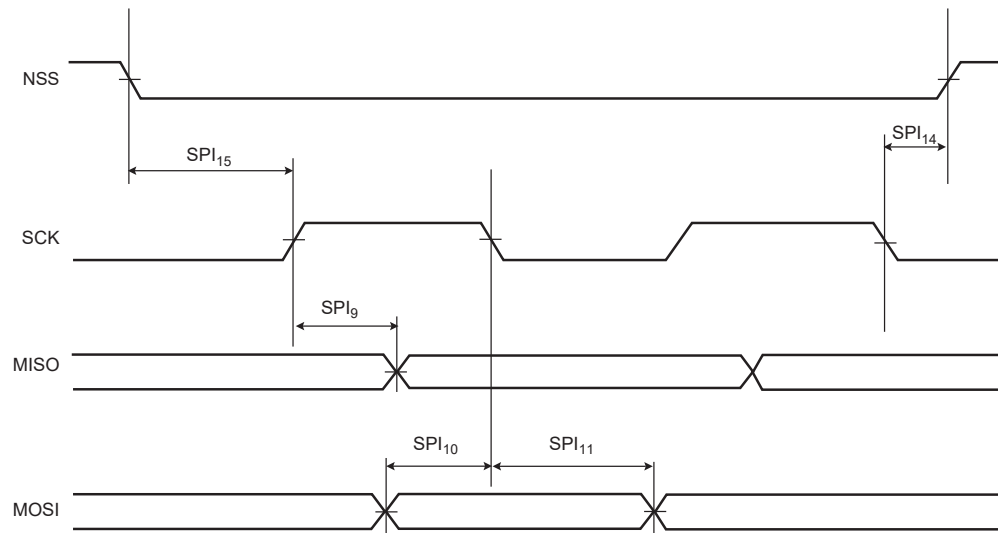 NSS
SPI₁₅
SPI₁₄
SCK
SPI₉
MISO
SPI₁₀
SPI₁₁
MOSI